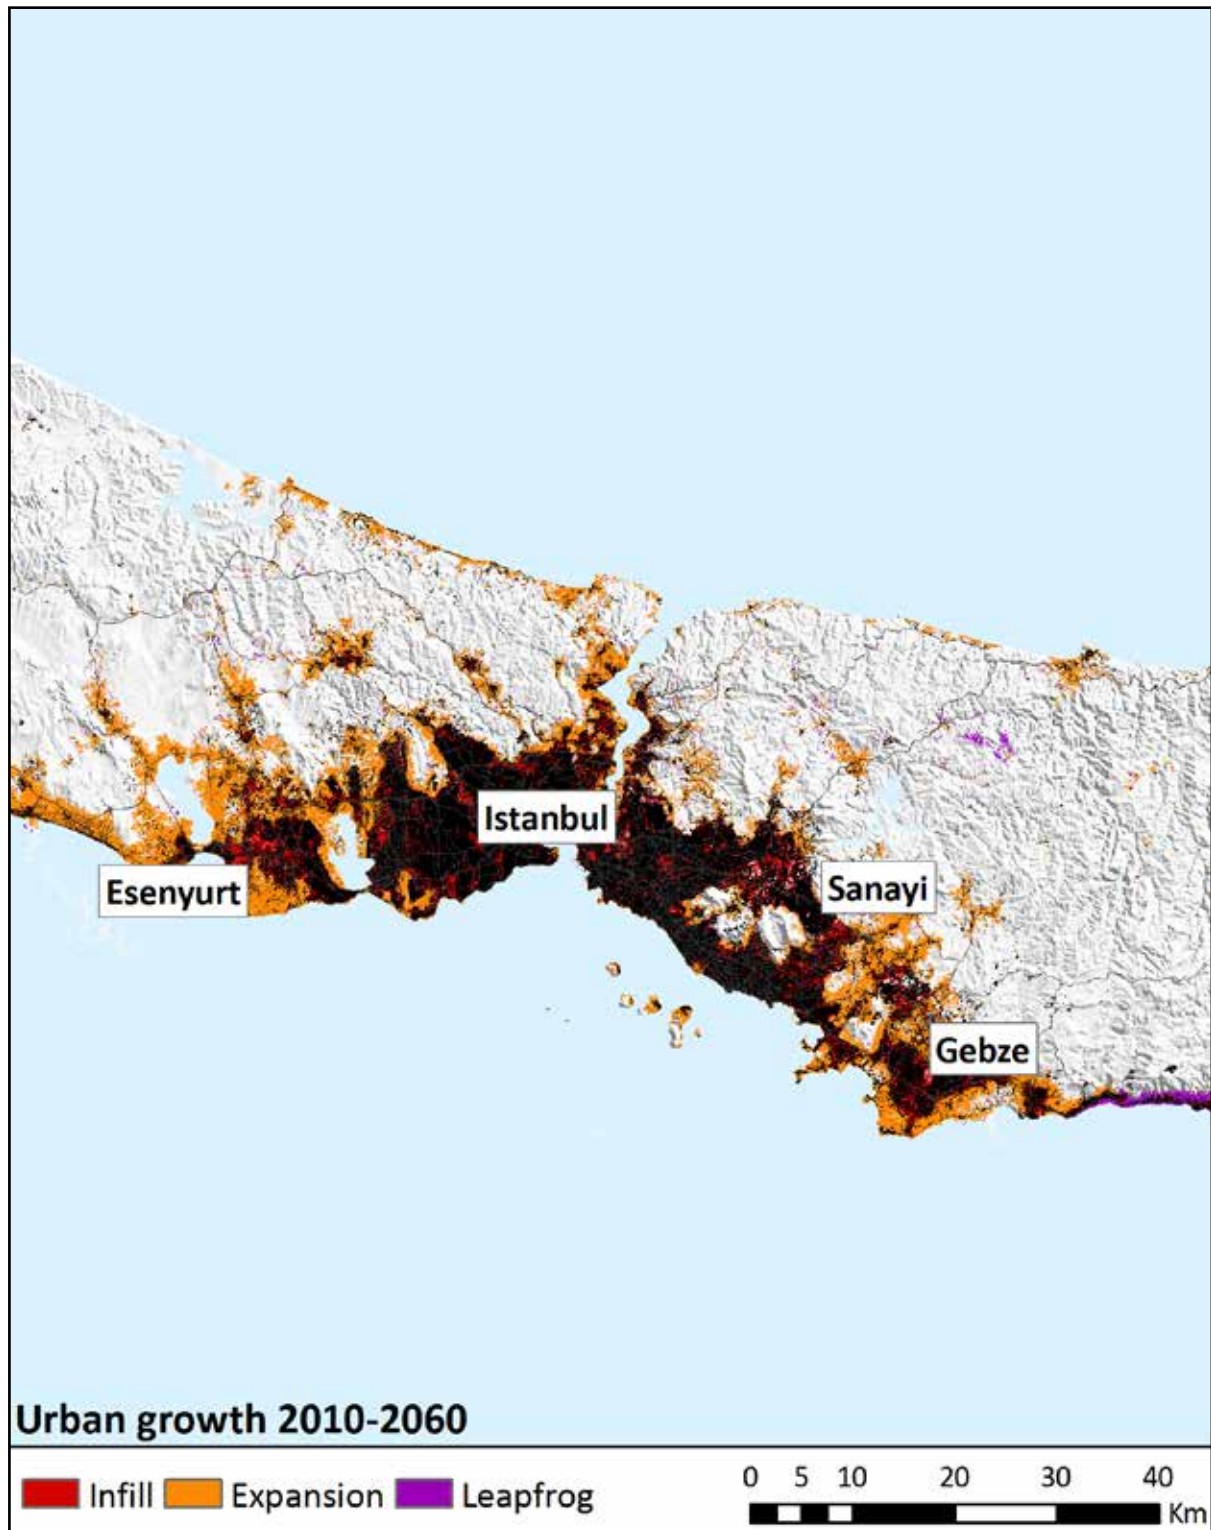 Istanbul
Esenyurt
Sanayi
Gebze
Urban growth 2010-2060
Infill Expansion Leapfrog
0 5 10 20 30 40
Km